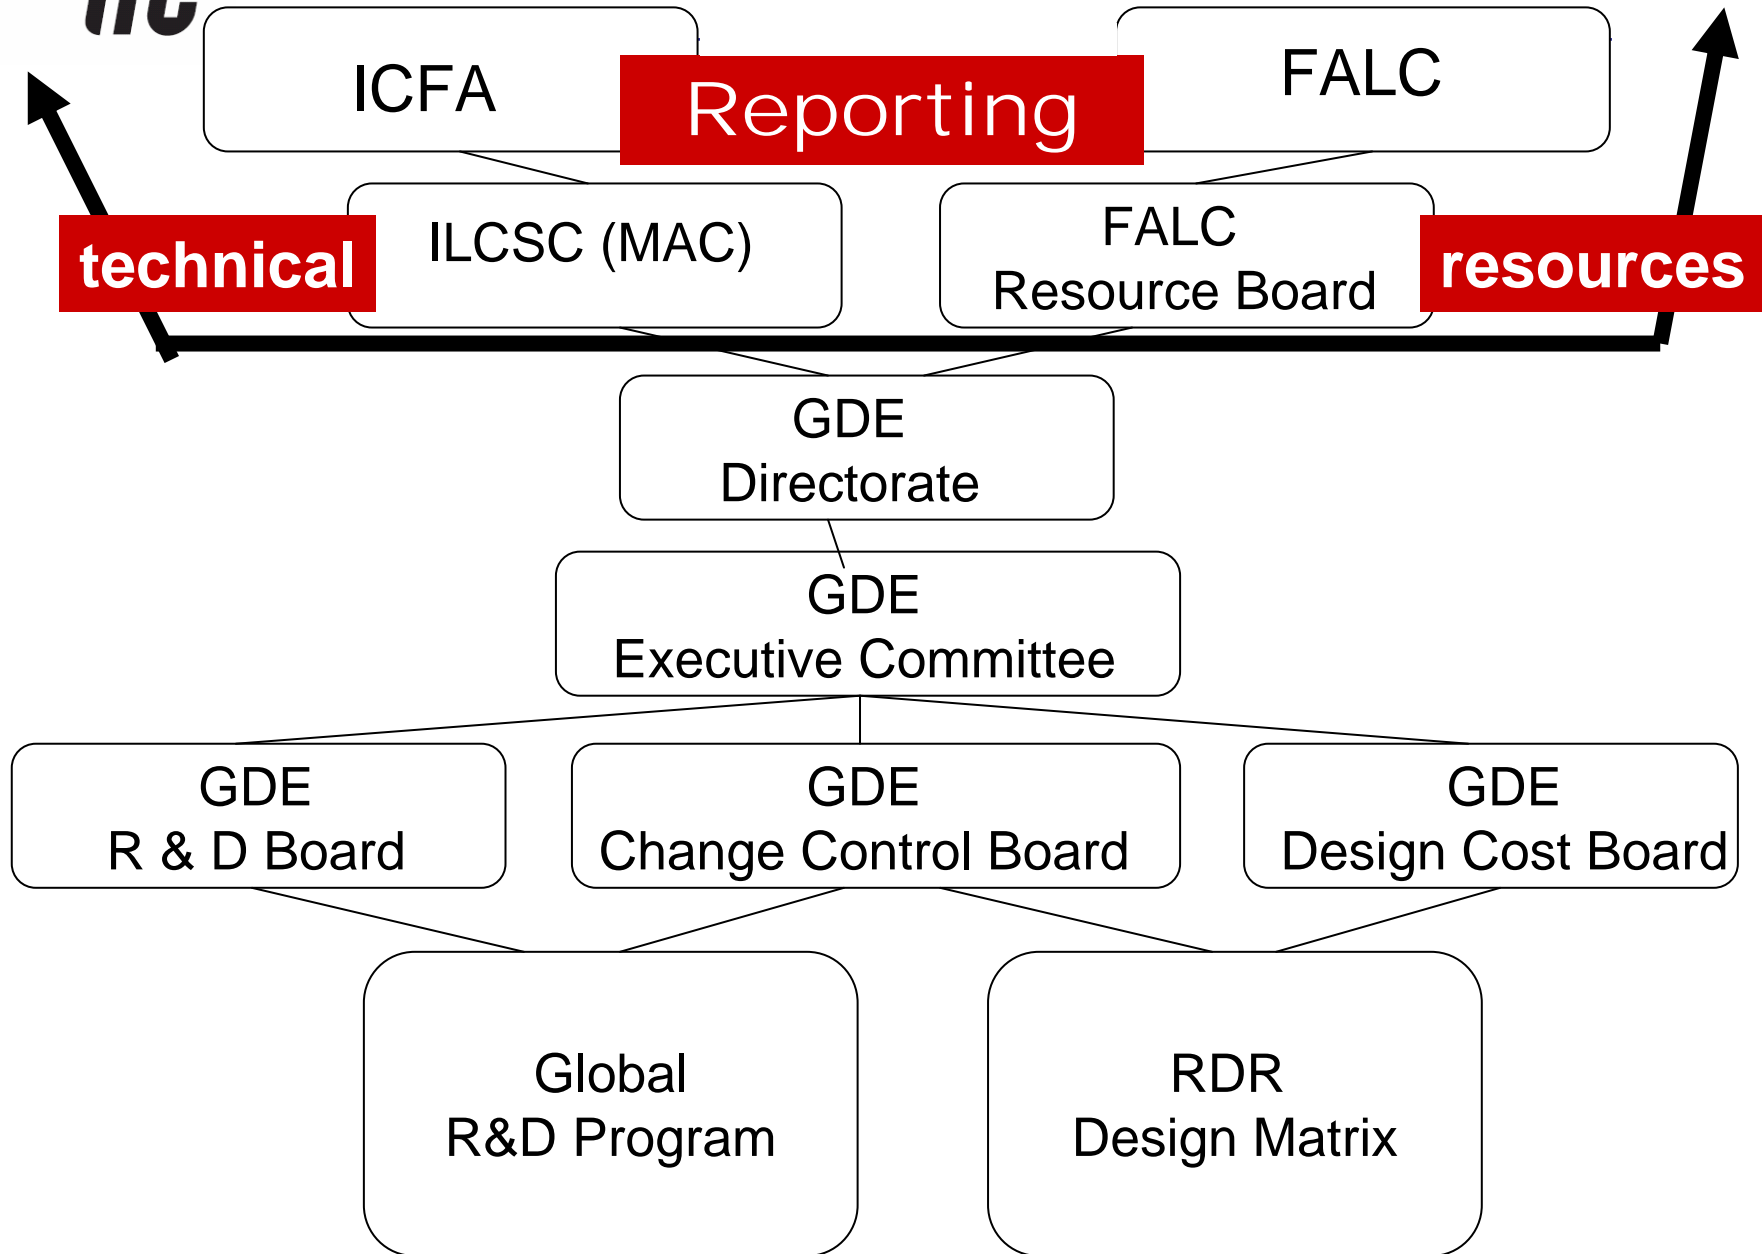 ICFA
Reporting
FALC
technical
ILCSC (MAC)
FALC
Resource Board
resources
GDE
Directorate
GDE
Executive Committee
GDE
R & D Board
GDE
Change Control Board
GDE
Design Cost Board
Global
R&D Program
RDR
Design Matrix